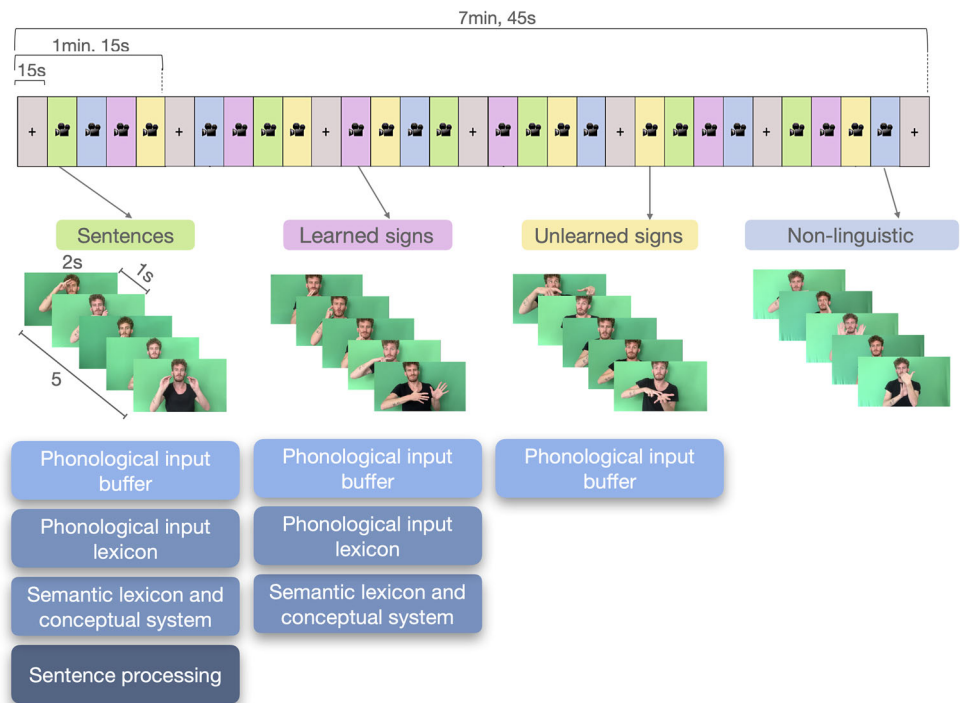 7min, 45s
1min. 15s
15s
+ + + + + + +
Sentences
Learned signs
Unlearned signs
Non-linguistic
2s
1s
5
Phonological input
buffer
Phonological input
buffer
Phonological input
buffer
Phonological input
lexicon
Phonological input
lexicon
Semantic lexicon and
conceptual system
Semantic lexicon and
conceptual system
Sentence processing